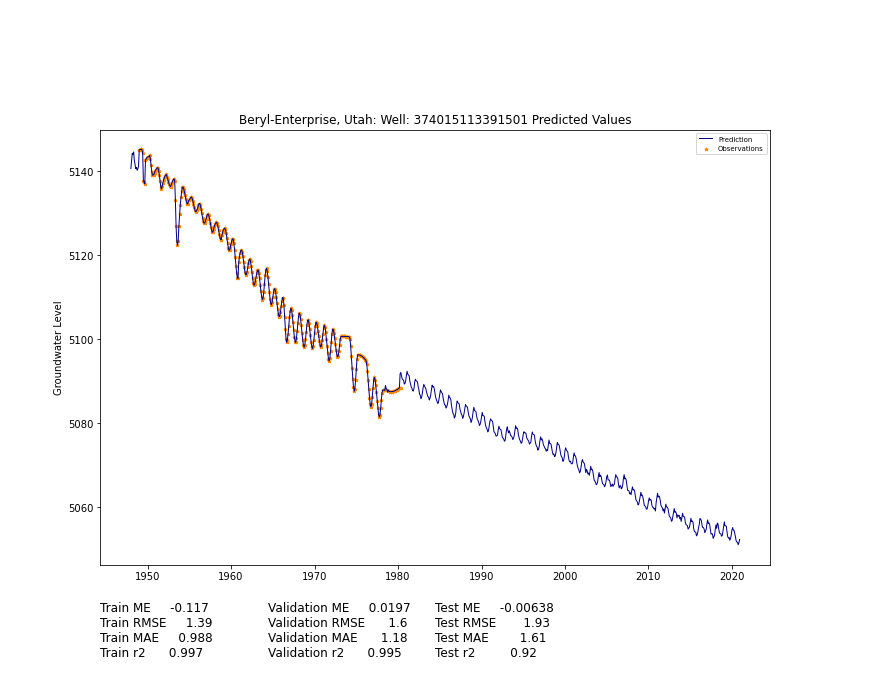 Beryl-Enterprise, Utah: Well: 374015113391501 Predicted Values
Prediction
Observations
Groundwater Level
5140
5120
5100
5080
5060
1950 1960 1970 1980 1990 2000 2010 2020
Train ME -0.117 Validation ME 0.0197 Test ME -0.00638
Train RMSE 1.39 Validation RMSE 1.6 Test RMSE 1.93
Train MAE 0.988 Validation MAE 1.18 Test MAE 1.61
Train r2 0.997 Validation r2 0.995 Test r2 0.92